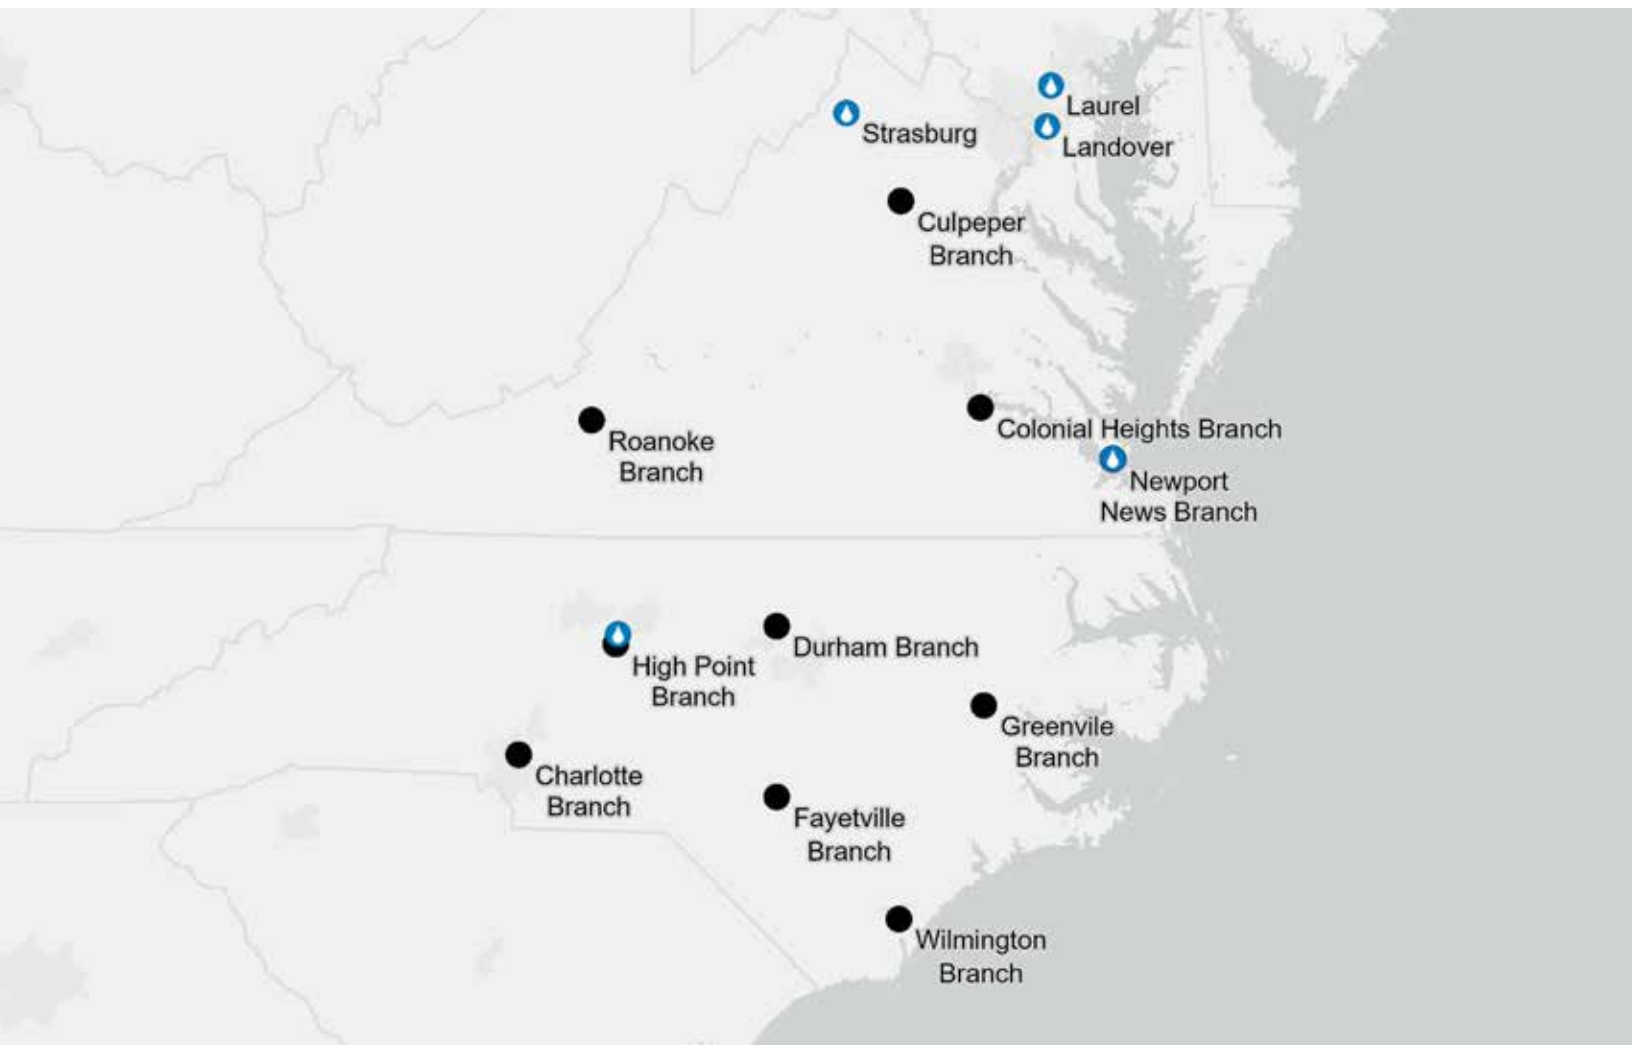 Laurel
Strasburg
Landover
Culpeper
Branch
Colonial Heights Branch
Roanoke
Branch
Newport
News Branch
Durham Branch
High Point
Branch
Greenvile
Branch
Charlotte
Branch
Fayetville
Branch
Wilmington
Branch